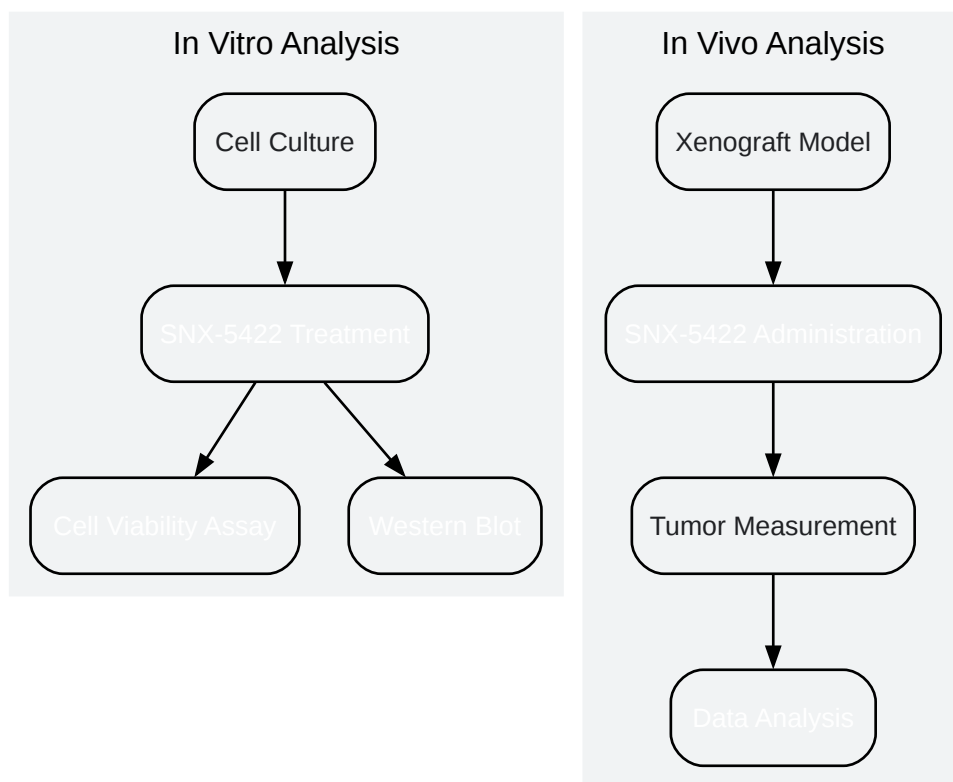 In Vitro Analysis
Cell Culture
SNX-5422 Treatment
Cell Viability Assay
Western Blot
In Vivo Analysis
Xenograft Model
SNX-5422 Administration
Tumor Measurement
Data Analysis